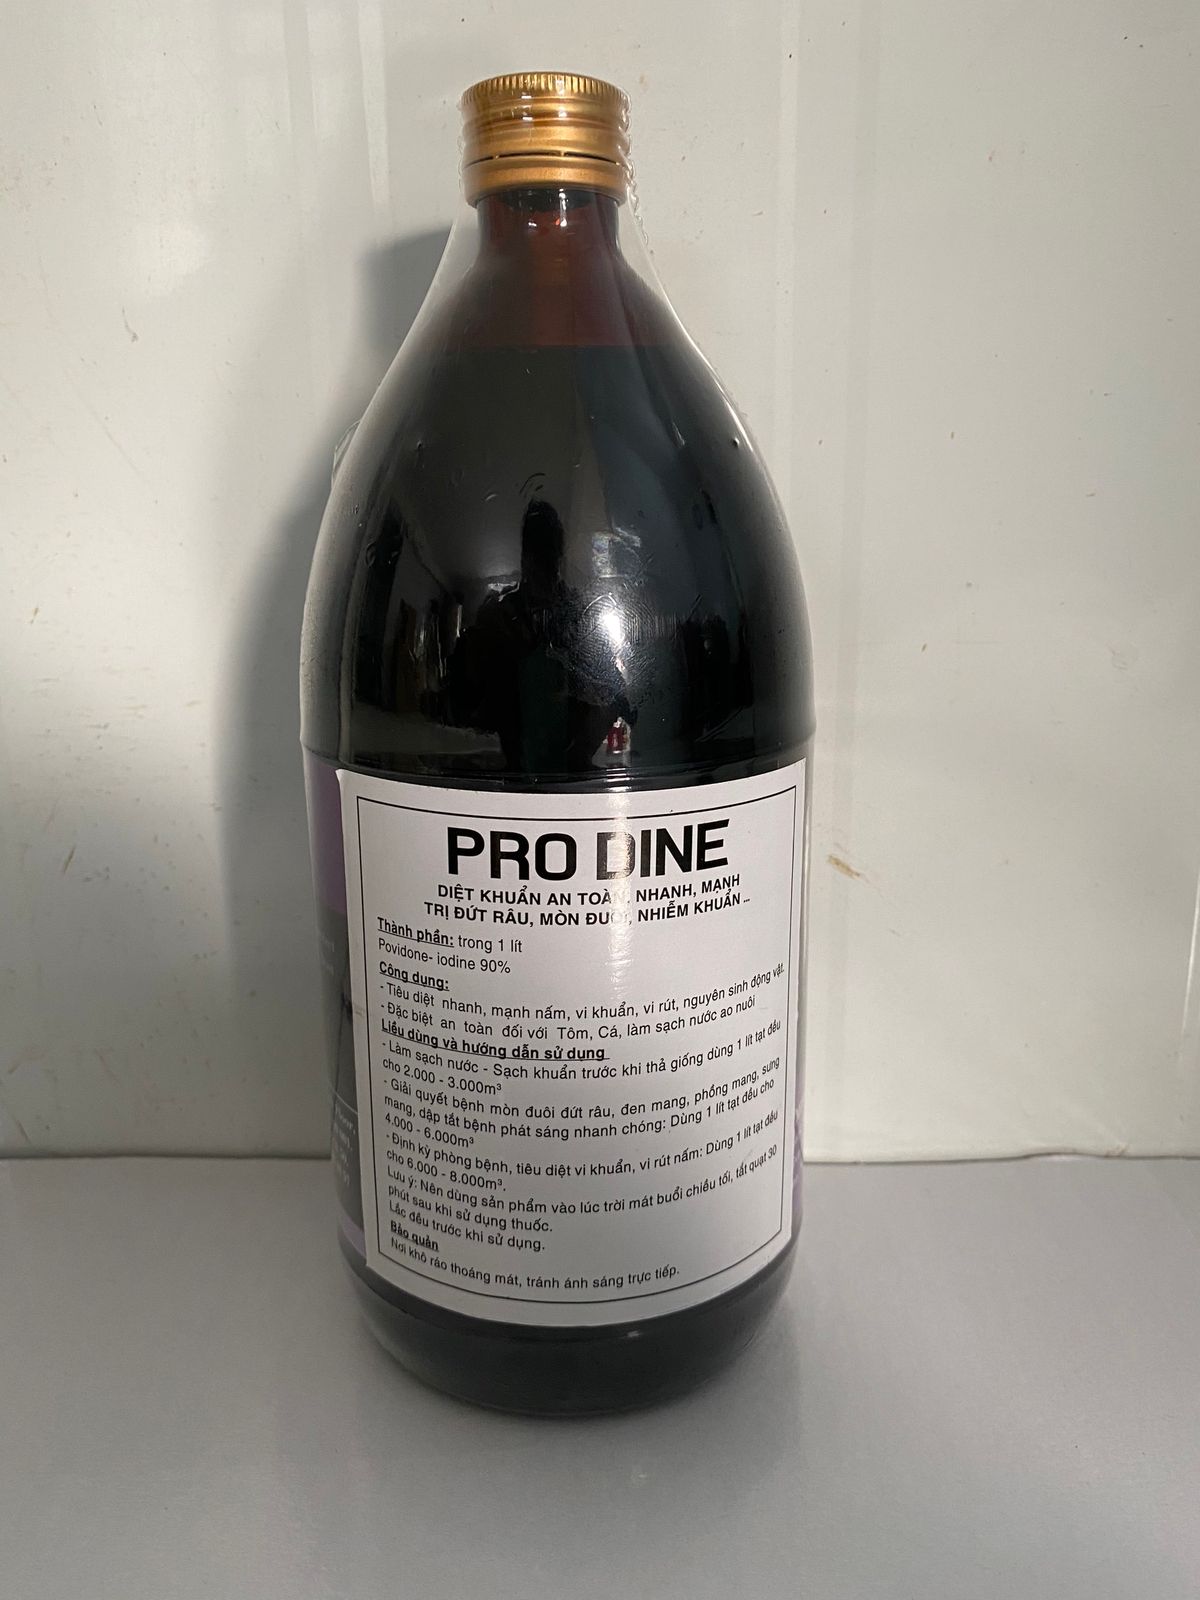 PRO DINE
DIỆT KHUẨN AN TOÀN, NHANH, MẠNH
TRỊ ĐỨT RÂU, MÒN ĐUÔI, NHIỄM KHUẨN...
Thành phần: trong 1 lít
Povidone- iodine 90%
Công dụng:
- Tiêu diệt nhanh, mạnh nấm, vi khuẩn, vi rút, nguyên sinh động vật.
- Đặc biệt an toàn đối với Tôm, Cá, làm sạch nước ao nuôi
Liều dùng và hướng dẫn sử dụng
- Làm sạch nước - Sạch khuẩn trước khi thả giống dùng 1 lít tạt đều
cho 2.000 - 3.000m³
- Giải quyết bệnh mòn đuôi đứt râu, đen mang, phồng mang, sưng
mang, dập tắt bệnh phát sáng nhanh chóng: Dùng 1 lít tạt đều cho
4.000 - 6.000m³
- Định kỳ phòng bệnh, tiêu diệt vi khuẩn, vi rút nấm: Dùng 1 lít tạt đều
cho 6.000 - 8.000m³.
Lưu ý: Nên dùng sản phẩm vào lúc trời mát buổi chiều tối, tắt quạt 30
phút sau khi sử dụng thuốc.
Lắc đều trước khi sử dụng.
Bảo quản
Nơi khô ráo thoáng mát, tránh ánh sáng trực tiếp.